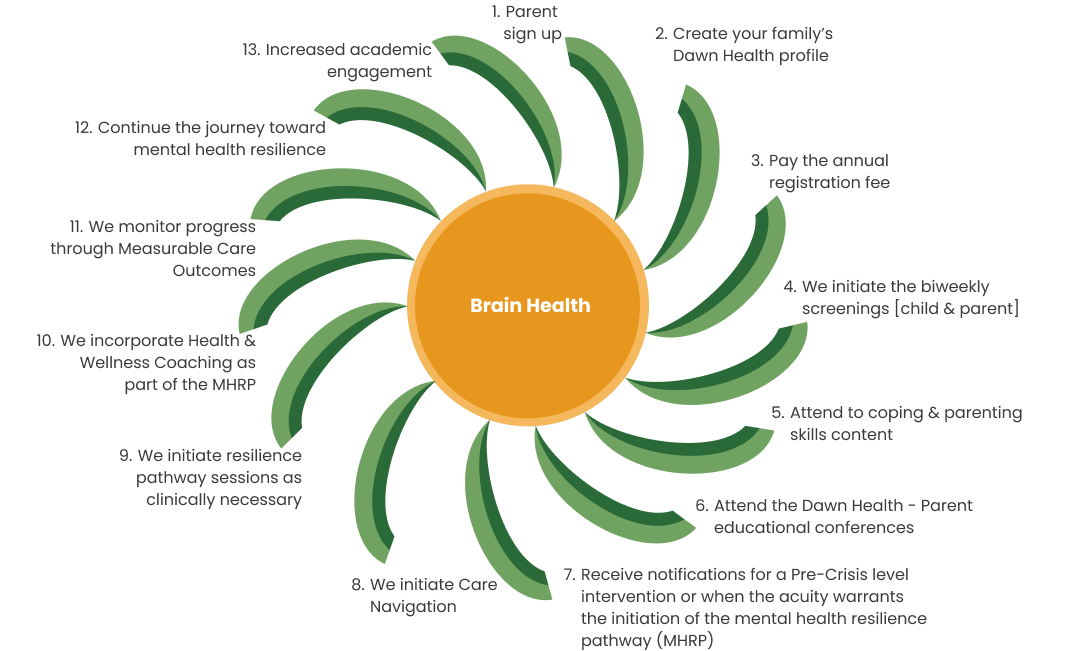 1. Parent
sign up
2. Create your family's
Dawn Health profile
3. Pay the annual
registration fee
4. We initiate the biweekly
screenings [child & parent]
5. Attend to coping & parenting
skills content
6. Attend the Dawn Health - Parent
educational conferences
7. Receive notifications for a Pre-Crisis level
intervention or when the acuity warrants
the initiation of the mental health resilience
pathway (MHRP)
8. We initiate Care
Navigation
9. We initiate resilience
pathway sessions as
clinically necessary
10. We incorporate Health &
Wellness Coaching as
part of the MHRP
11. We monitor progress
through Measurable Care
Outcomes
12. Continue the journey toward
mental health resilience
13. Increased academic
engagement
Brain Health